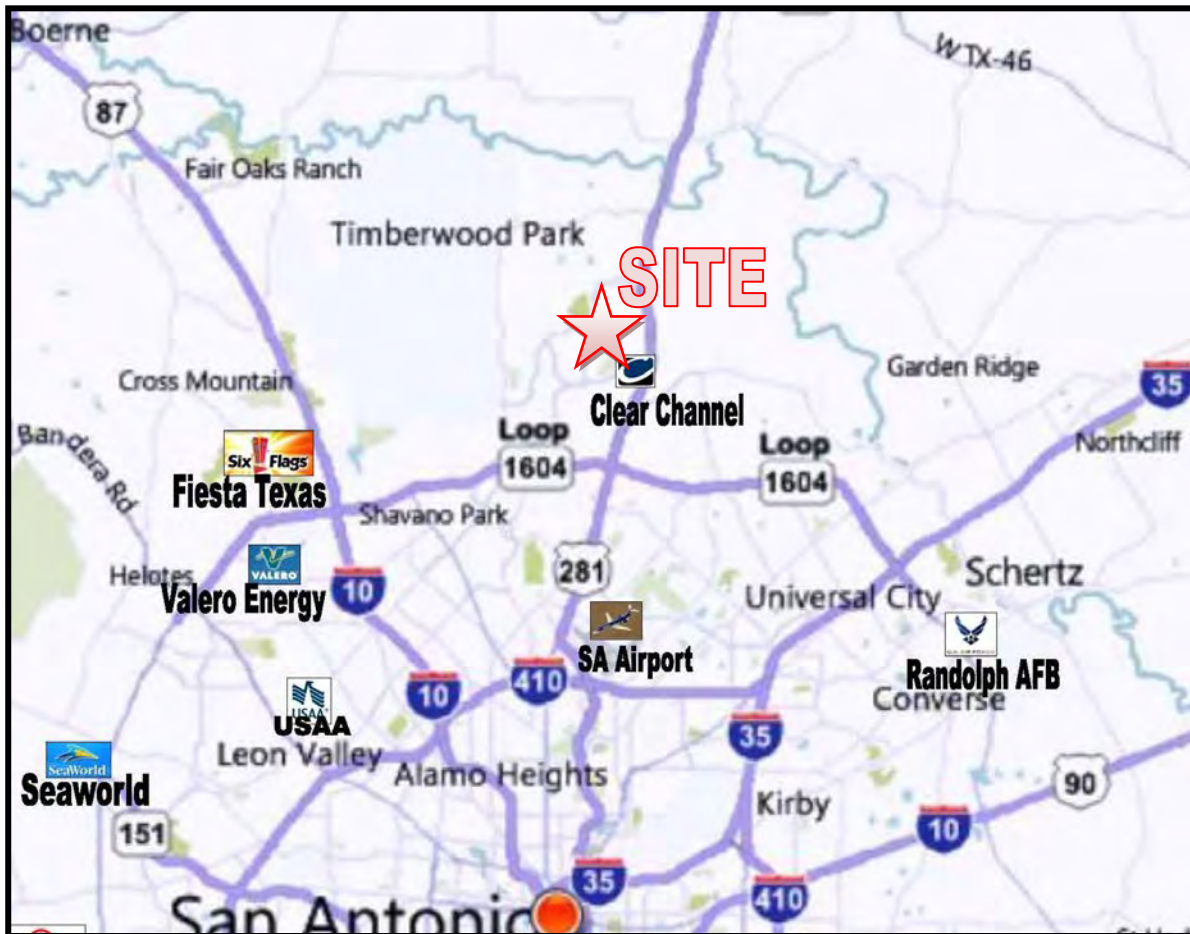 Boerne
W TX-46
87
Fair Oaks Ranch
Timberwood Park
SITE
Garden Ridge
35
Cross Mountain
Clear Channel
Bandera Rd
Loop
1604
Loop
1604
Northcliff
Six Flags
Fiesta Texas
Shavano Park
281
Schertz
Helotes
VALERO
Valero Energy
10
Universal City
SA Airport
Randolph AFB
410
10
Converse
USAA
USAA
Leon Valley
35
SeaWorld
Seaworld
Alamo Heights
90
Kirby
151
10
35
410
San Antonio